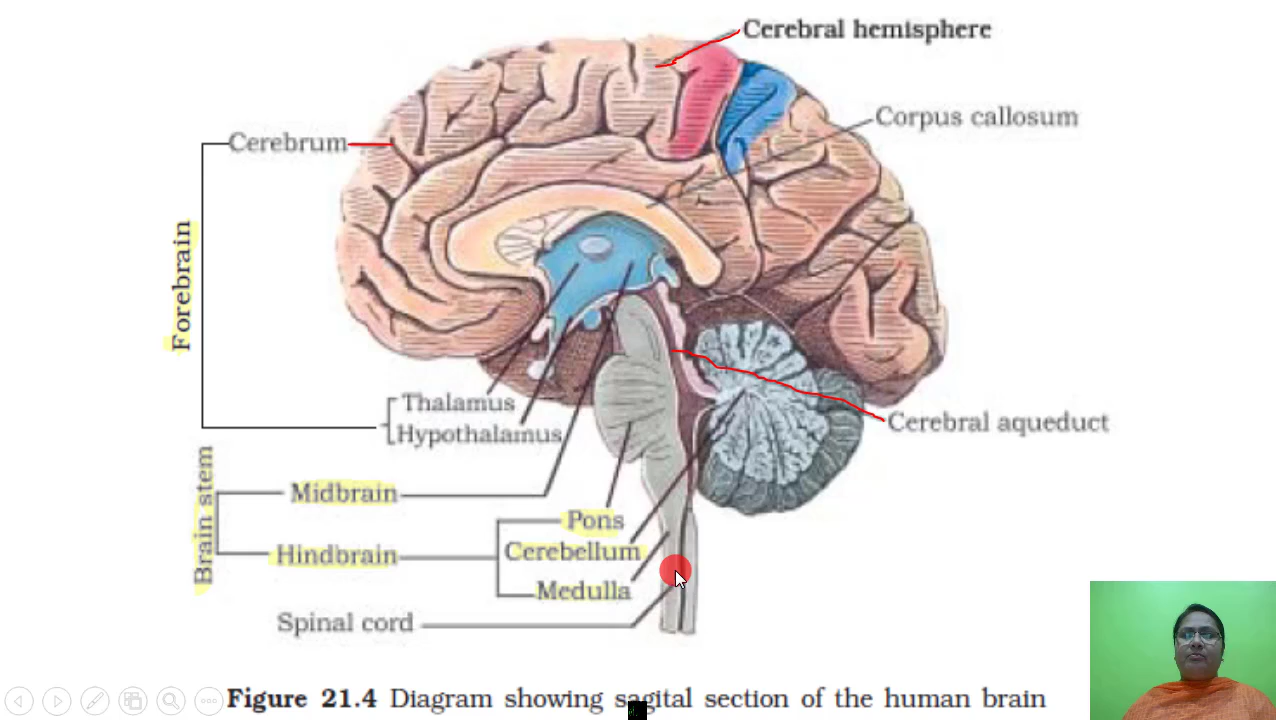 Cerebral hemisphere
Corpus callosum
Cerebrum
Forebrain
Thalamus
Hypothalamus
Cerebral aqueduct
Brain stem
Midbrain
Hindbrain
Pons
Cerebellum
Medulla
Spinal cord
Figure 21.4 Diagram showing sagital section of the human brain